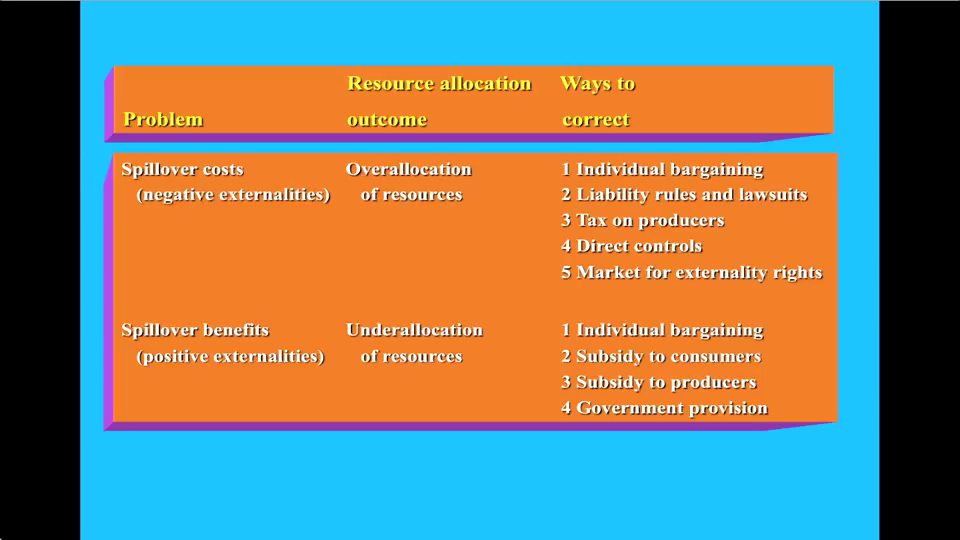 Resource allocation Ways to
Problem outcome correct
Spillover costs Overallocation 1 Individual bargaining
(negative externalities) of resources 2 Liability rules and lawsuits
3 Tax on producers
4 Direct controls
5 Market for externality rights
Spillover benefits Underallocation 1 Individual bargaining
(positive externalities) of resources 2 Subsidy to consumers
3 Subsidy to producers
4 Government provision